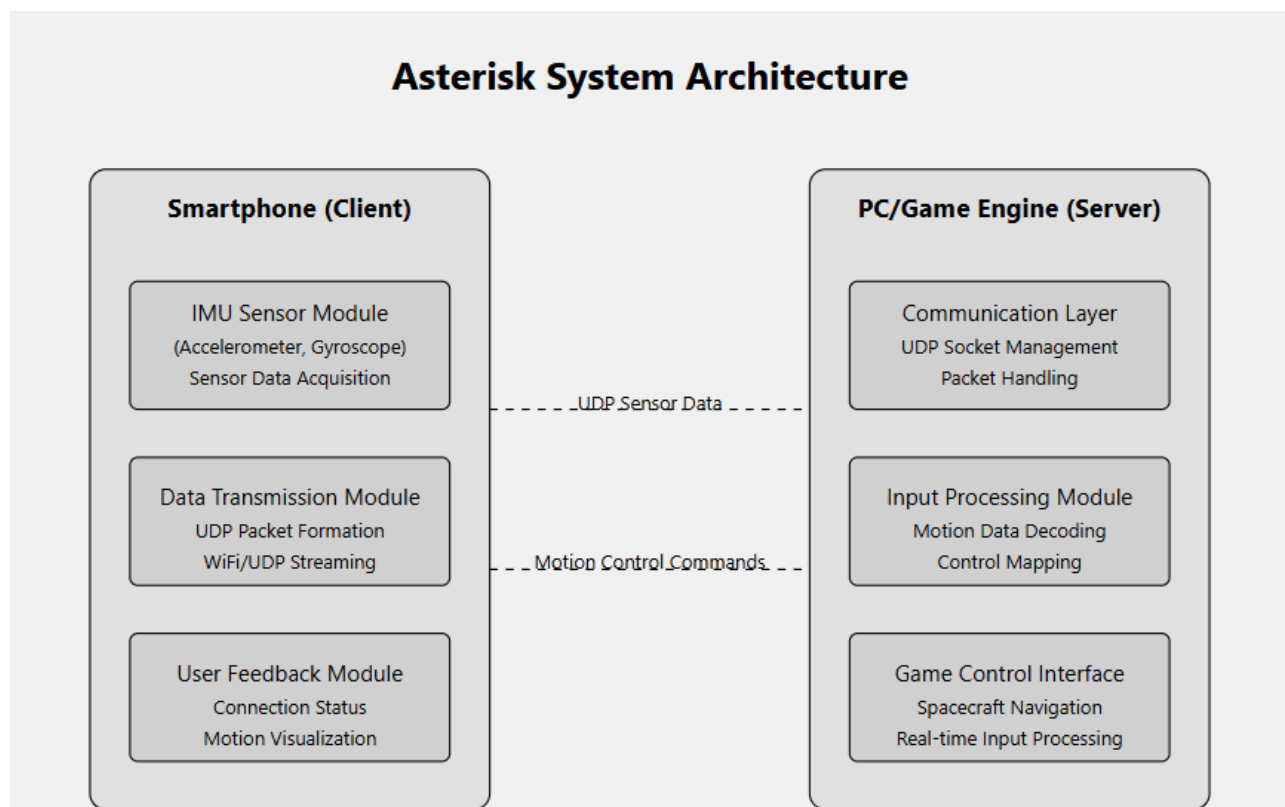 Asterisk System Architecture
Smartphone (Client)
IMU Sensor Module
(Accelerometer, Gyroscope)
Sensor Data Acquisition
Data Transmission Module
UDP Packet Formation
WiFi/UDP Streaming
User Feedback Module
Connection Status
Motion Visualization
UDP Sensor Data
Motion Control Commands
PC/Game Engine (Server)
Communication Layer
UDP Socket Management
Packet Handling
Input Processing Module
Motion Data Decoding
Control Mapping
Game Control Interface
Spacecraft Navigation
Real-time Input Processing